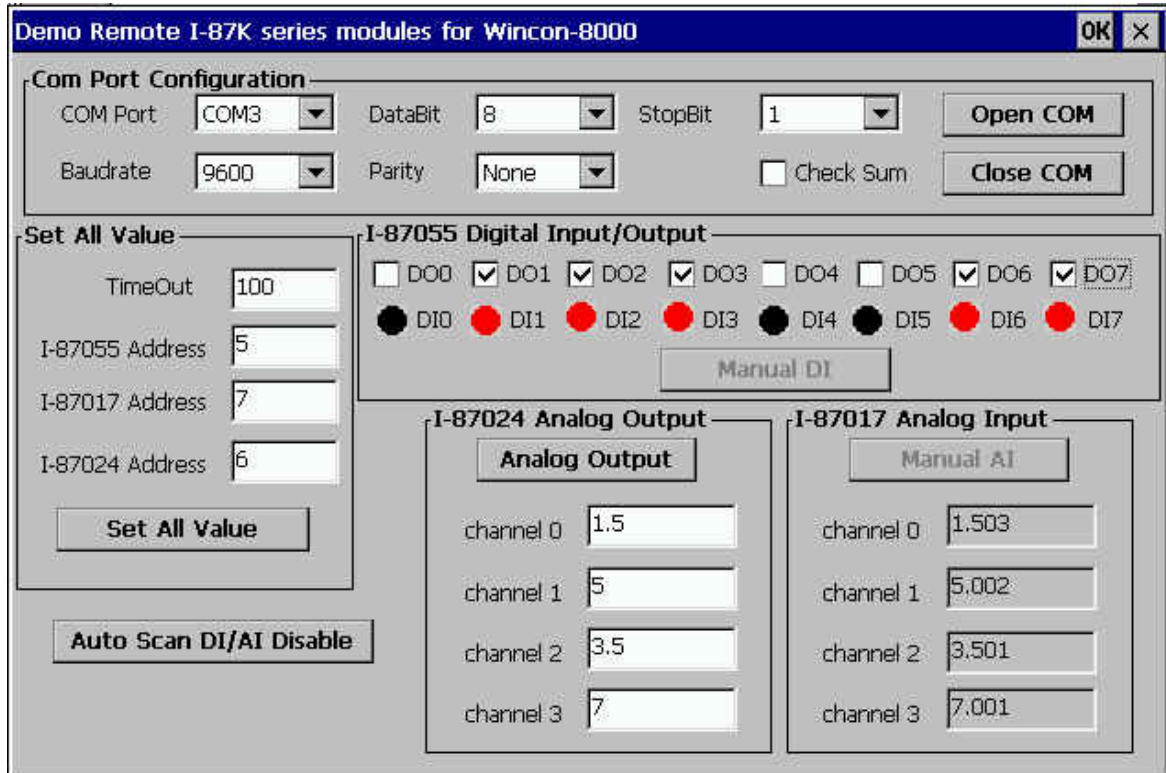 Demo Remote I-87K series modules for Wincon-8000 OK ×
Com Port Configuration
COM Port COM3 DataBit 8 StopBit 1 Open COM
Baudrate 9600 Parity None Check Sum Close COM
Set All Value
TimeOut 100
I-87055 Address 5
I-87017 Address 7
I-87024 Address 6
Set All Value
Auto Scan DI/AI Disable
I-87055 Digital Input/Output
DO0 DO1 DO2 DO3 DO4 DO5 DO6 DO7
DI0 DI1 DI2 DI3 DI4 DI5 DI6 DI7
Manual DI
I-87024 Analog Output
Analog Output
channel 0 1.5
channel 1 5
channel 2 3.5
channel 3 7
I-87017 Analog Input
Manual AI
channel 0 1.503
channel 1 5.002
channel 2 3.501
channel 3 7.001